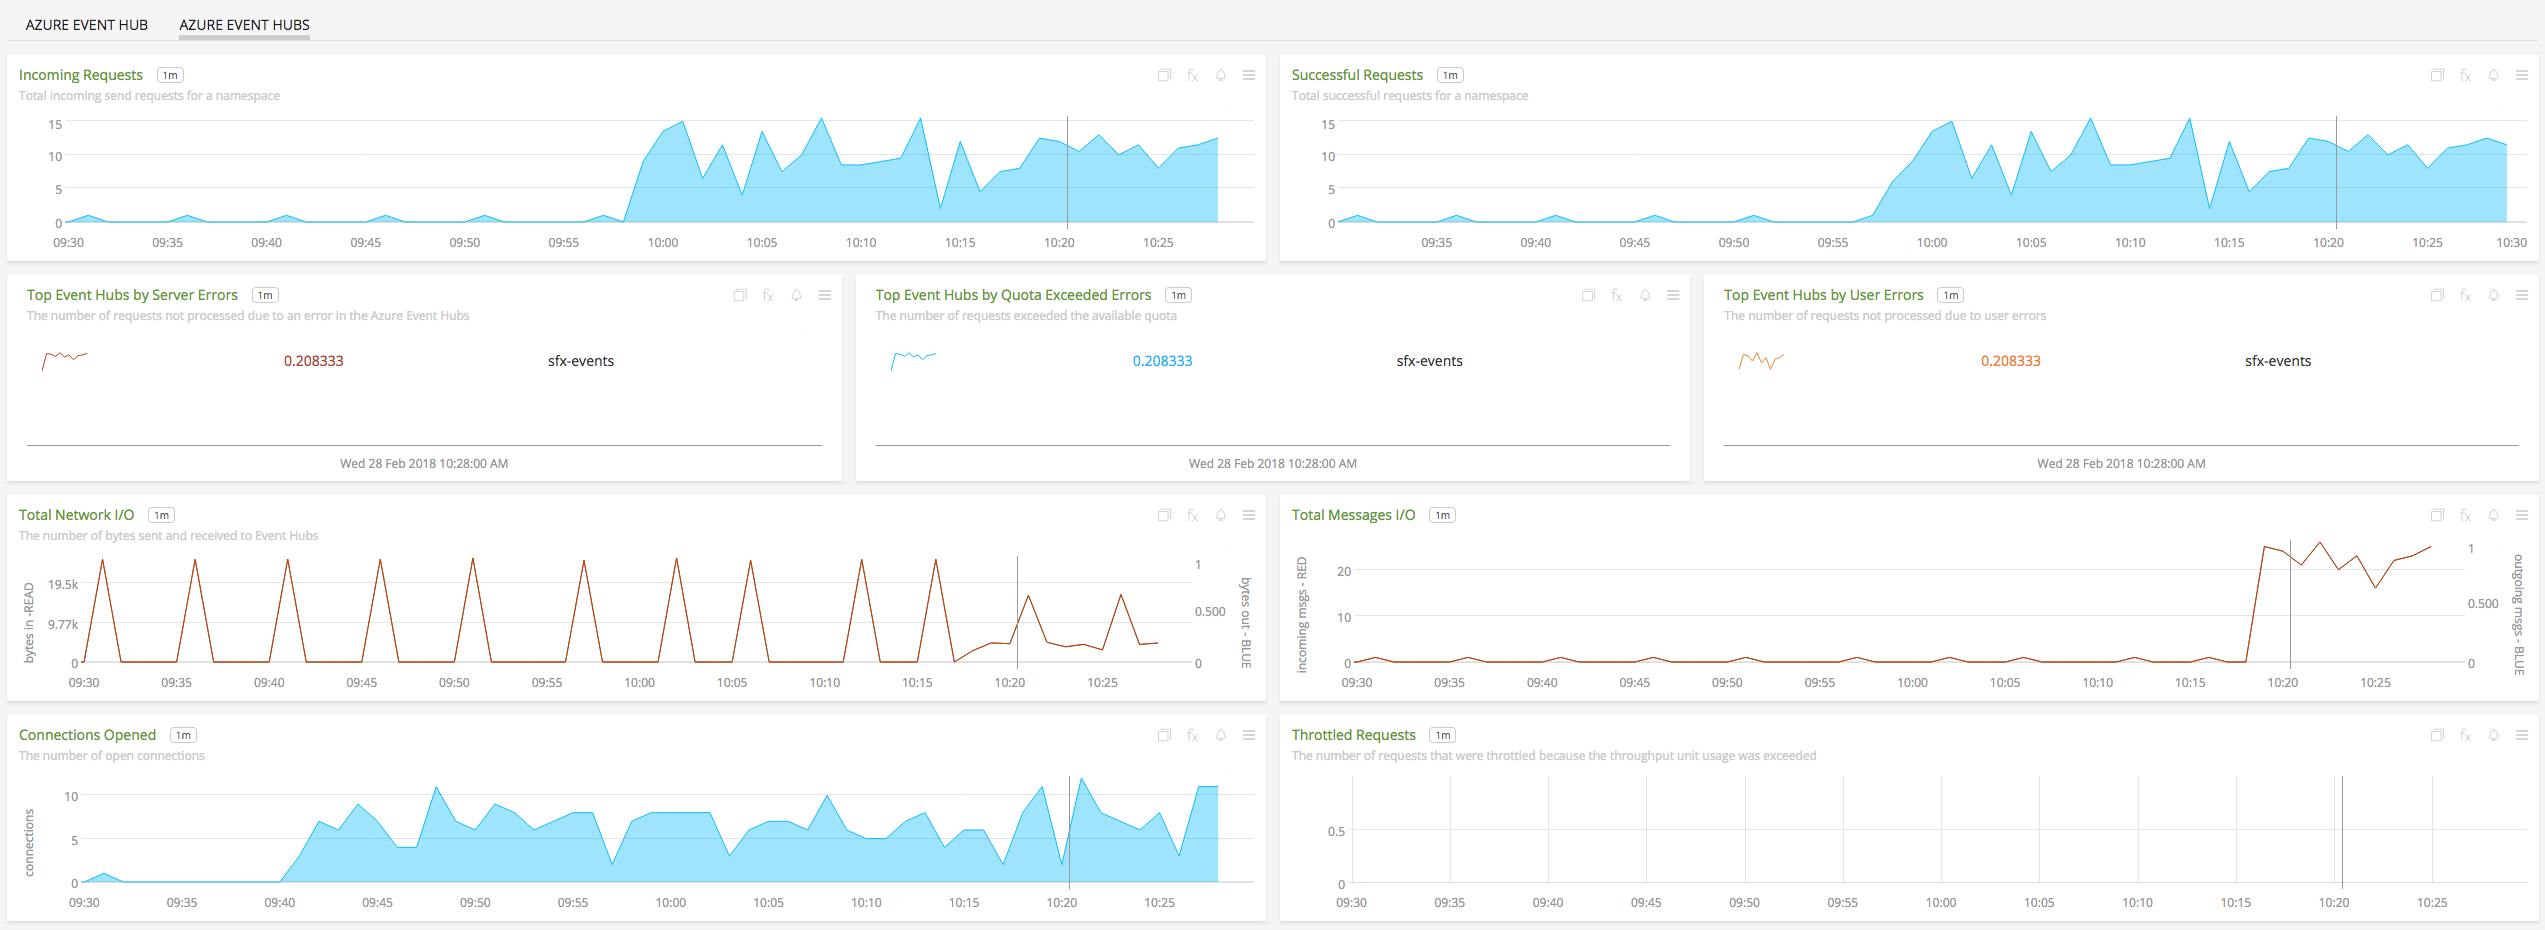 AZURE EVENT HUB AZURE EVENT HUBS
Incoming Requests 1m
Total incoming send requests for a namespace
15
10
5
0
09:30 09:35 09:40 09:45 09:50 09:55 10:00 10:05 10:10 10:15 10:20 10:25
Successful Requests 1m
Total successful requests for a namespace
15
10
5
0
09:35 09:40 09:45 09:50 09:55 10:00 10:05 10:10 10:15 10:20 10:25 10:30
Top Event Hubs by Server Errors 1m
The number of requests not processed due to an error in the Azure Event Hubs
0.208333 sfx-events
Wed 28 Feb 2018 10:28:00 AM
Top Event Hubs by Quota Exceeded Errors 1m
The number of requests exceeded the available quota
0.208333 sfx-events
Wed 28 Feb 2018 10:28:00 AM
Top Event Hubs by User Errors 1m
The number of requests not processed due to user errors
0.208333 sfx-events
Wed 28 Feb 2018 10:28:00 AM
Total Network I/O 1m
The number of bytes sent and received to Event Hubs
bytes in -READ
19.5k
9.77k
0
1
0.500
0
bytes out - BLUE
09:30 09:35 09:40 09:45 09:50 09:55 10:00 10:05 10:10 10:15 10:20 10:25
Total Messages I/O 1m
incoming msgs - RED
20
10
0
1
0.500
0
outgoing msgs - BLUE
09:30 09:35 09:40 09:45 09:50 09:55 10:00 10:05 10:10 10:15 10:20 10:25
Connections Opened 1m
The number of open connections
connections
10
5
0
09:30 09:35 09:40 09:45 09:50 09:55 10:00 10:05 10:10 10:15 10:20 10:25
Throttled Requests 1m
The number of requests that were throttled because the throughput unit usage was exceeded
0.5
0
09:30 09:35 09:40 09:45 09:50 09:55 10:00 10:05 10:10 10:15 10:20 10:25